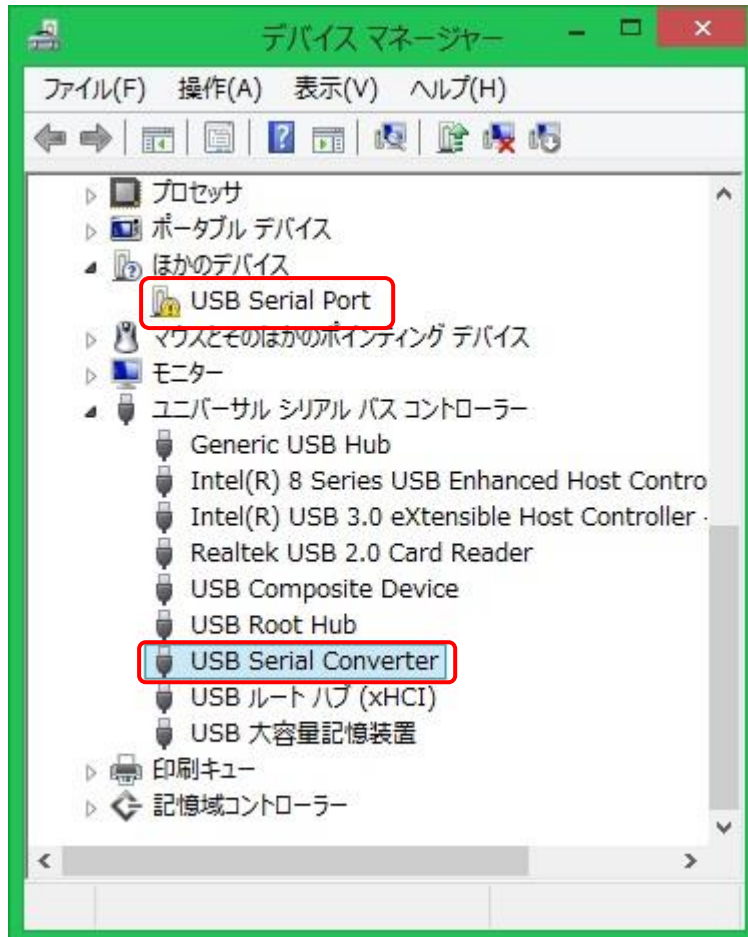 デバイス マネージャー
ファイル(F) 操作(A) 表示(V) ヘルプ(H)
プロセッサ
ポータブル デバイス
ほかのデバイス
USB Serial Port
マウスとそのほかのポインティング デバイス
モニター
ユニバーサル シリアル バス コントローラー
Generic USB Hub
Intel(R) 8 Series USB Enhanced Host Contro
Intel(R) USB 3.0 eXtensible Host Controller -
Realtek USB 2.0 Card Reader
USB Composite Device
USB Root Hub
USB Serial Converter
USB ルート ハブ (xHCI)
USB 大容量記憶装置
印刷キュー
記憶域コントローラー